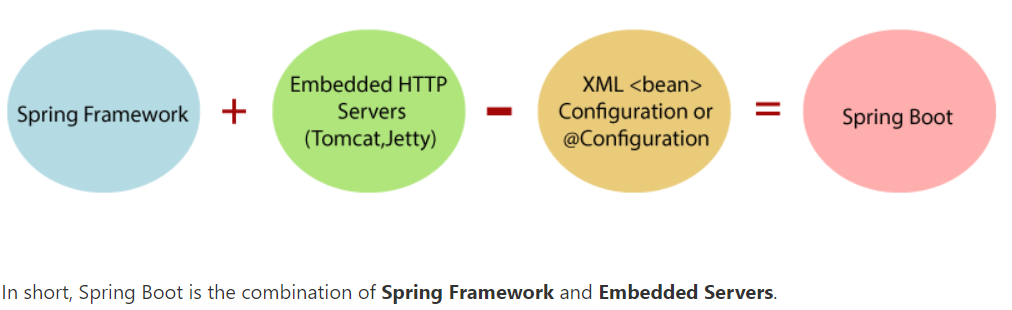 Spring Framework
+
Embedded HTTP
Servers
(Tomcat,Jetty)
-
XML <bean>
Configuration or
@Configuration
=
Spring Boot
In short, Spring Boot is the combination of Spring Framework and Embedded Servers.